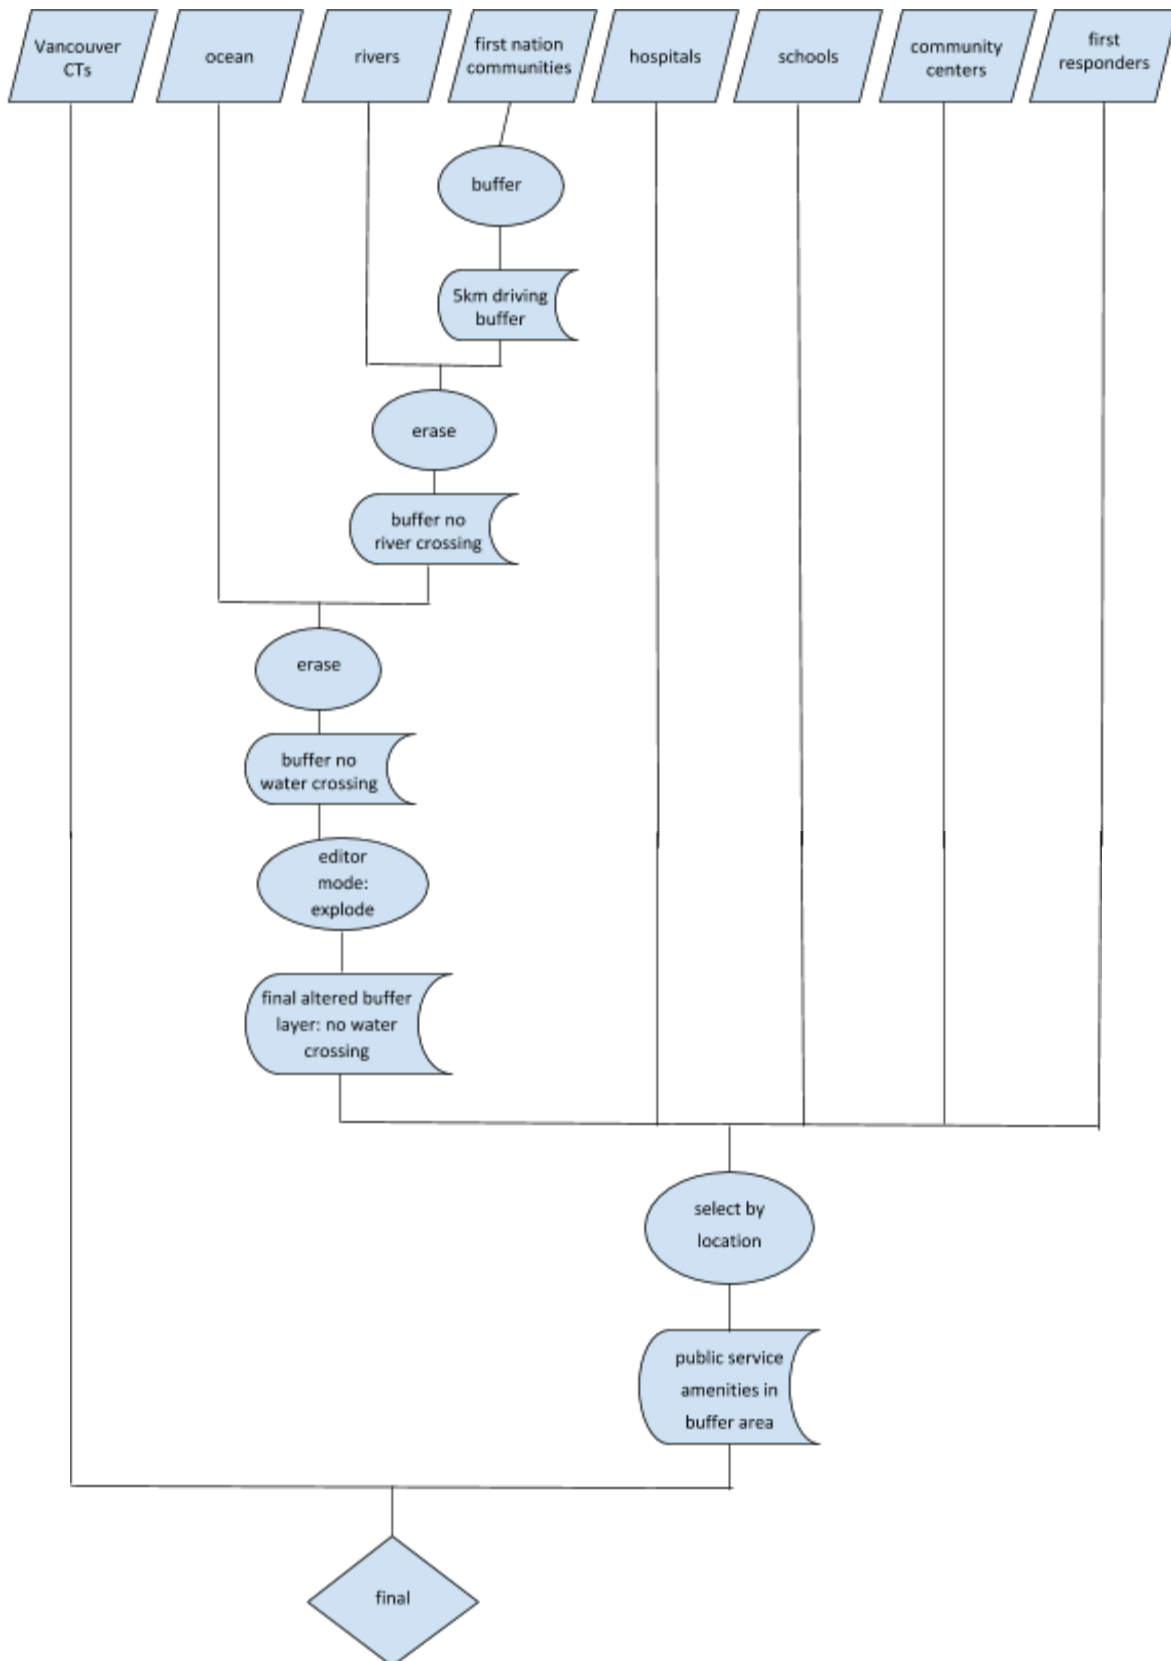 Vancouver
CTs
ocean
rivers
first nation
communities
hospitals
schools
community
centers
first
responders
buffer
5km driving
buffer
erase
buffer no
river crossing
erase
buffer no
water crossing
editor
mode:
explode
final altered buffer
layer: no water
crossing
select by
location
public service
amenities in
buffer area
final